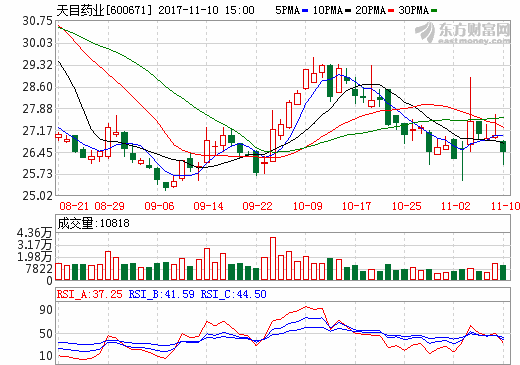 天目药业[600671] 2017-11-10 15:00 5PMA 10PMA 20PMA 30PMA
东方财富网
eastmoney.com
30.75
30.03
29.32
28.60
27.88
27.17
26.45
25.73
25.02
08-21 08-29 09-06 09-14 09-22 10-09 10-17 10-25 11-02 11-10
成交量:10818
4.36万
3.17万
1.98万
7822
0
RSI_A:37.25 RSI_B:41.59 RSI_C:44.50
90
50
10